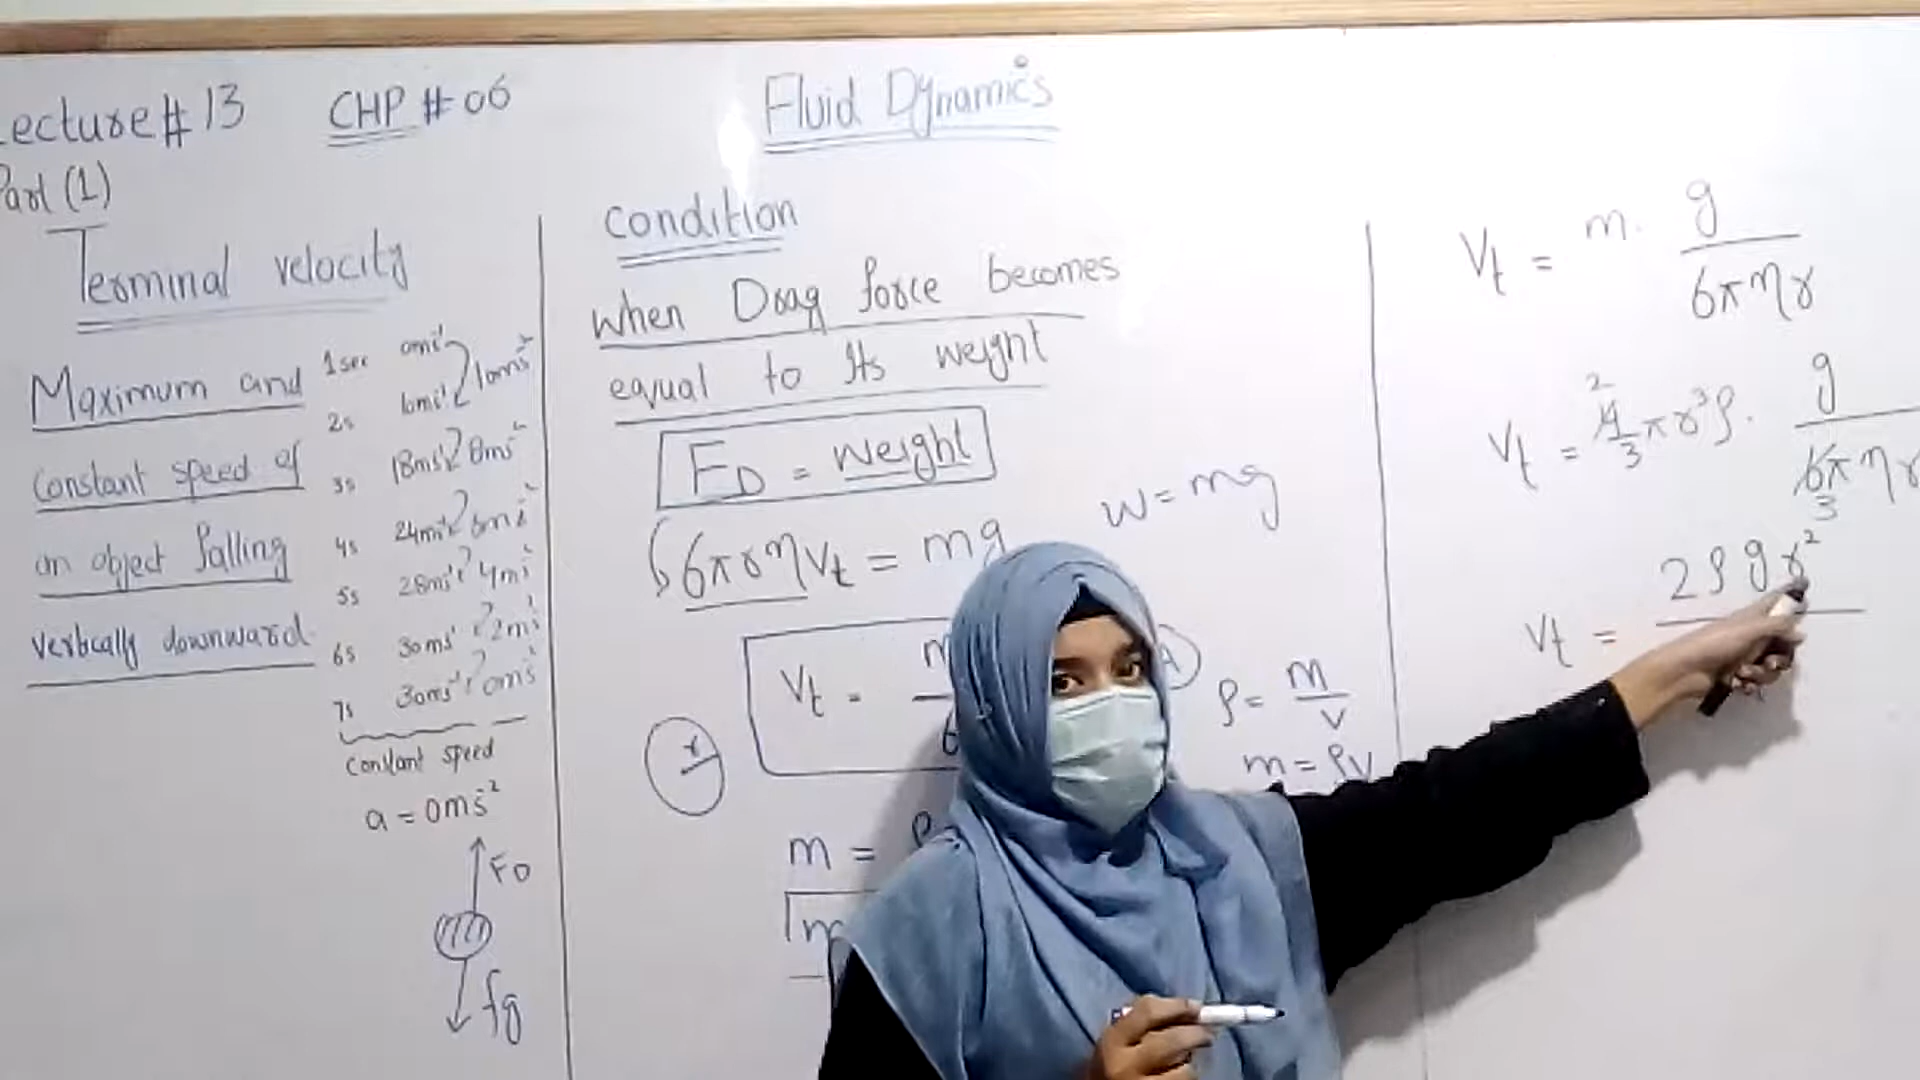 Lecture # 13 CHP # 06 Fluid Dynamics
Part (1)
Terminal velocity
Maximum and
Constant speed of
an object falling
vertically downward
1sec 0ms⁻¹
10ms⁻²
2s 10ms⁻¹
3s 18ms⁻¹ 8ms⁻²
4s 24ms⁻¹ 6ms⁻²
5s 28ms⁻¹ 4ms⁻²
6s 30ms⁻¹ 2ms⁻²
7s 30ms⁻¹ 0ms⁻²
Constant speed
a = 0ms⁻²
FD
fg
Condition
When Drag force becomes
equal to Its weight
FD = weight
w = mg
6πrηvt = mg
Vt =
A
r
ρ = m/v
m = ρv
m =
m
Vt = m. g/6πηr
Vt = 4/3 πr³ρ. g/6πηr
2 3
Vt = 2ρgr²